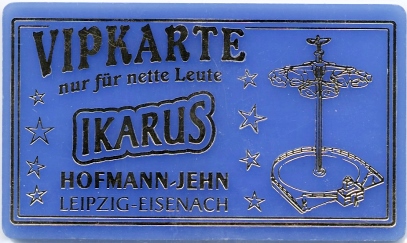 VIPKARTE
nur für nette Leute
IKARUS
HOFMANN-JEHN
LEIPZIG-EISENACH